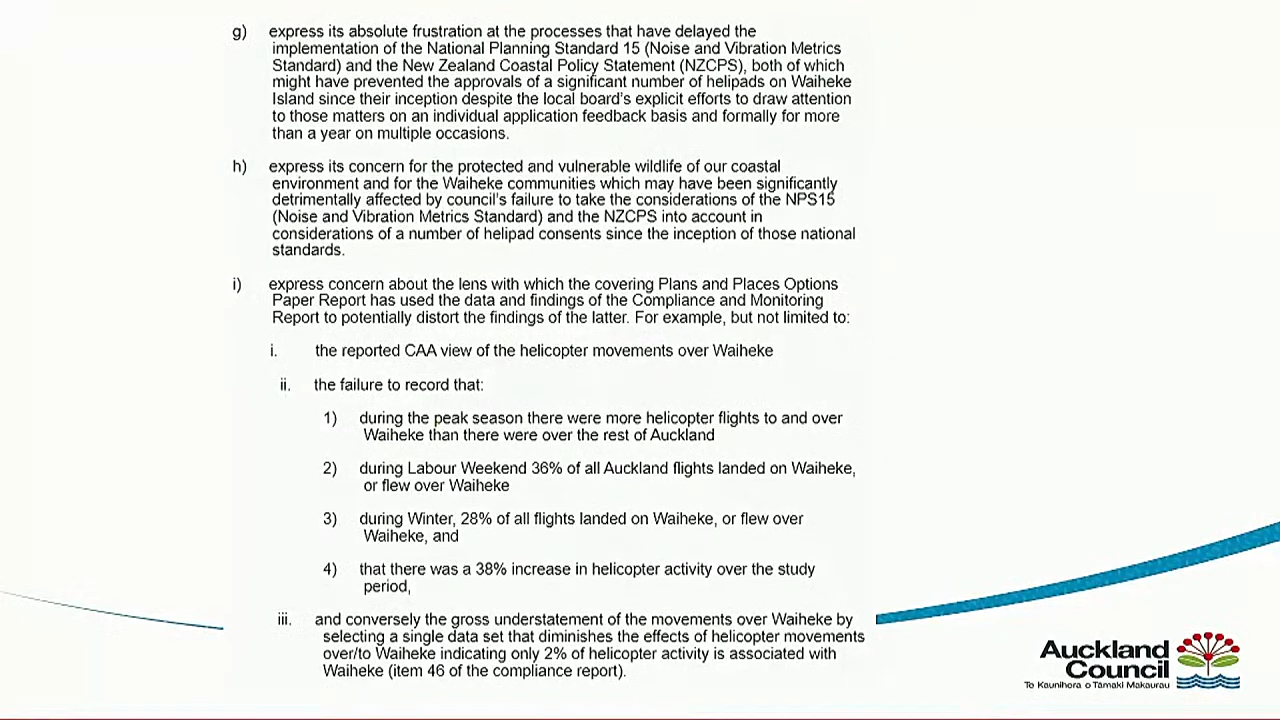 g) express its absolute frustration at the processes that have delayed the
implementation of the National Planning Standard 15 (Noise and Vibration Metrics
Standard) and the New Zealand Coastal Policy Statement (NZCPS), both of which
might have prevented the approvals of a significant number of helipads on Waiheke
Island since their inception despite the local board's explicit efforts to draw attention
to those matters on an individual application feedback basis and formally for more
than a year on multiple occasions.
h) express its concern for the protected and vulnerable wildlife of our coastal
environment and for the Waiheke communities which may have been significantly
detrimentally affected by council's failure to take the considerations of the NPS15
(Noise and Vibration Metrics Standard) and the NZCPS into account in
considerations of a number of helipad consents since the inception of those national
standards.
i) express concern about the lens with which the covering Plans and Places Options
Paper Report has used the data and findings of the Compliance and Monitoring
Report to potentially distort the findings of the latter. For example, but not limited to:
i. the reported CAA view of the helicopter movements over Waiheke
ii. the failure to record that:
1) during the peak season there were more helicopter flights to and over
Waiheke than there were over the rest of Auckland
2) during Labour Weekend 36% of all Auckland flights landed on Waiheke,
or flew over Waiheke
3) during Winter, 28% of all flights landed on Waiheke, or flew over
Waiheke, and
4) that there was a 38% increase in helicopter activity over the study
period,
iii. and conversely the gross understatement of the movements over Waiheke by
selecting a single data set that diminishes the effects of helicopter movements
over/to Waiheke indicating only 2% of helicopter activity is associated with
Waiheke (item 46 of the compliance report).
Auckland
Council
Te Kaunihera o Tāmaki Makaurau